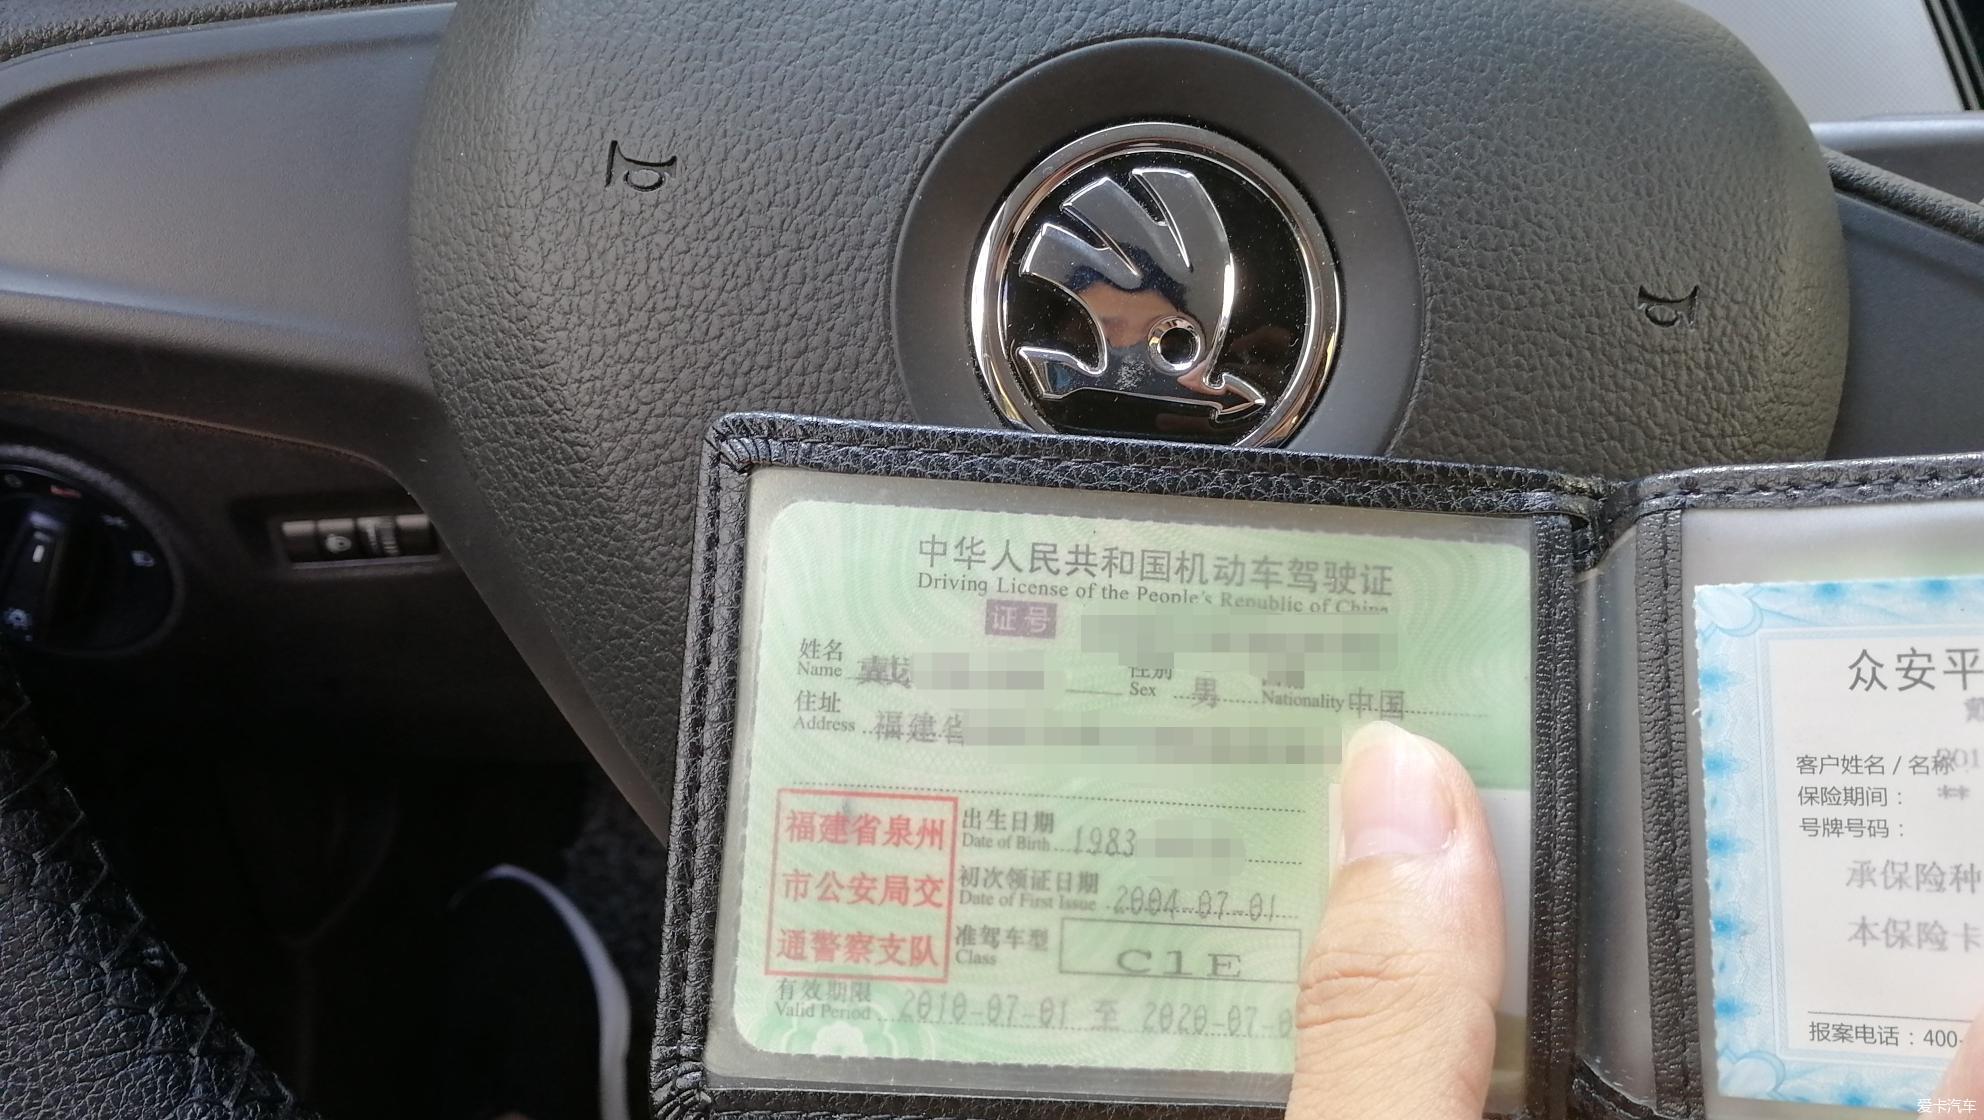 中华人民共和国机动车驾驶证
Driving License of the People's Republic of China
证号
姓名
Name
性别
Sex 男
Nationality 中国
住址
Address 福建省
福建省泉州
市公安局交
通警察支队
出生日期
Date of Birth 1983
初次领证日期
Date of First Issue 2004-07-01
准驾车型
Class C1E
有效期限
Valid Period 2010-07-01 至 2020-07-0
众安平
客户姓名 / 名称
保险期间：
号牌号码：
承保险种
本保险卡
报案电话：400-
爱卡汽车